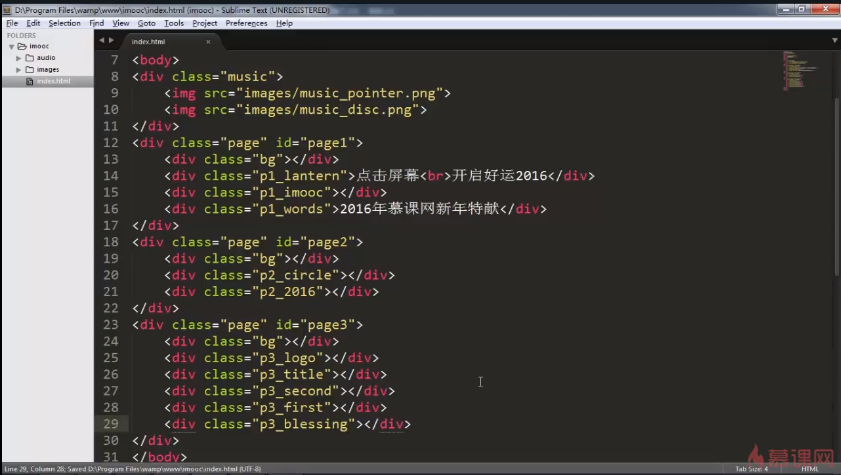 D:\Program Files\wamp\www\imooc\index.html (imooc) - Sublime Text (UNREGISTERED)
File Edit Selection Find View Goto Tools Project Preferences Help
FOLDERS
imooc
audio
images
index.html
index.html ×
7 <body>
8 <div class="music">
9 <img src="images/music_pointer.png">
10 <img src="images/music_disc.png">
11 </div>
12 <div class="page" id="page1">
13 <div class="bg"></div>
14 <div class="p1_lantern">点击屏幕<br>开启好运2016</div>
15 <div class="p1_imooc"></div>
16 <div class="p1_words">2016年慕课网新年特献</div>
17 </div>
18 <div class="page" id="page2">
19 <div class="bg"></div>
20 <div class="p2_circle"></div>
21 <div class="p2_2016"></div>
22 </div>
23 <div class="page" id="page3">
24 <div class="bg"></div>
25 <div class="p3_logo"></div>
26 <div class="p3_title"></div>
27 <div class="p3_second"></div>
28 <div class="p3_first"></div>
29 <div class="p3_blessing"></div>
30 </div>
31 </body>
慕课网
Line 29, Column 28; Saved D:\Program Files\wamp\www\imooc\index.html (UTF-8) Tab Size: 4 HTML